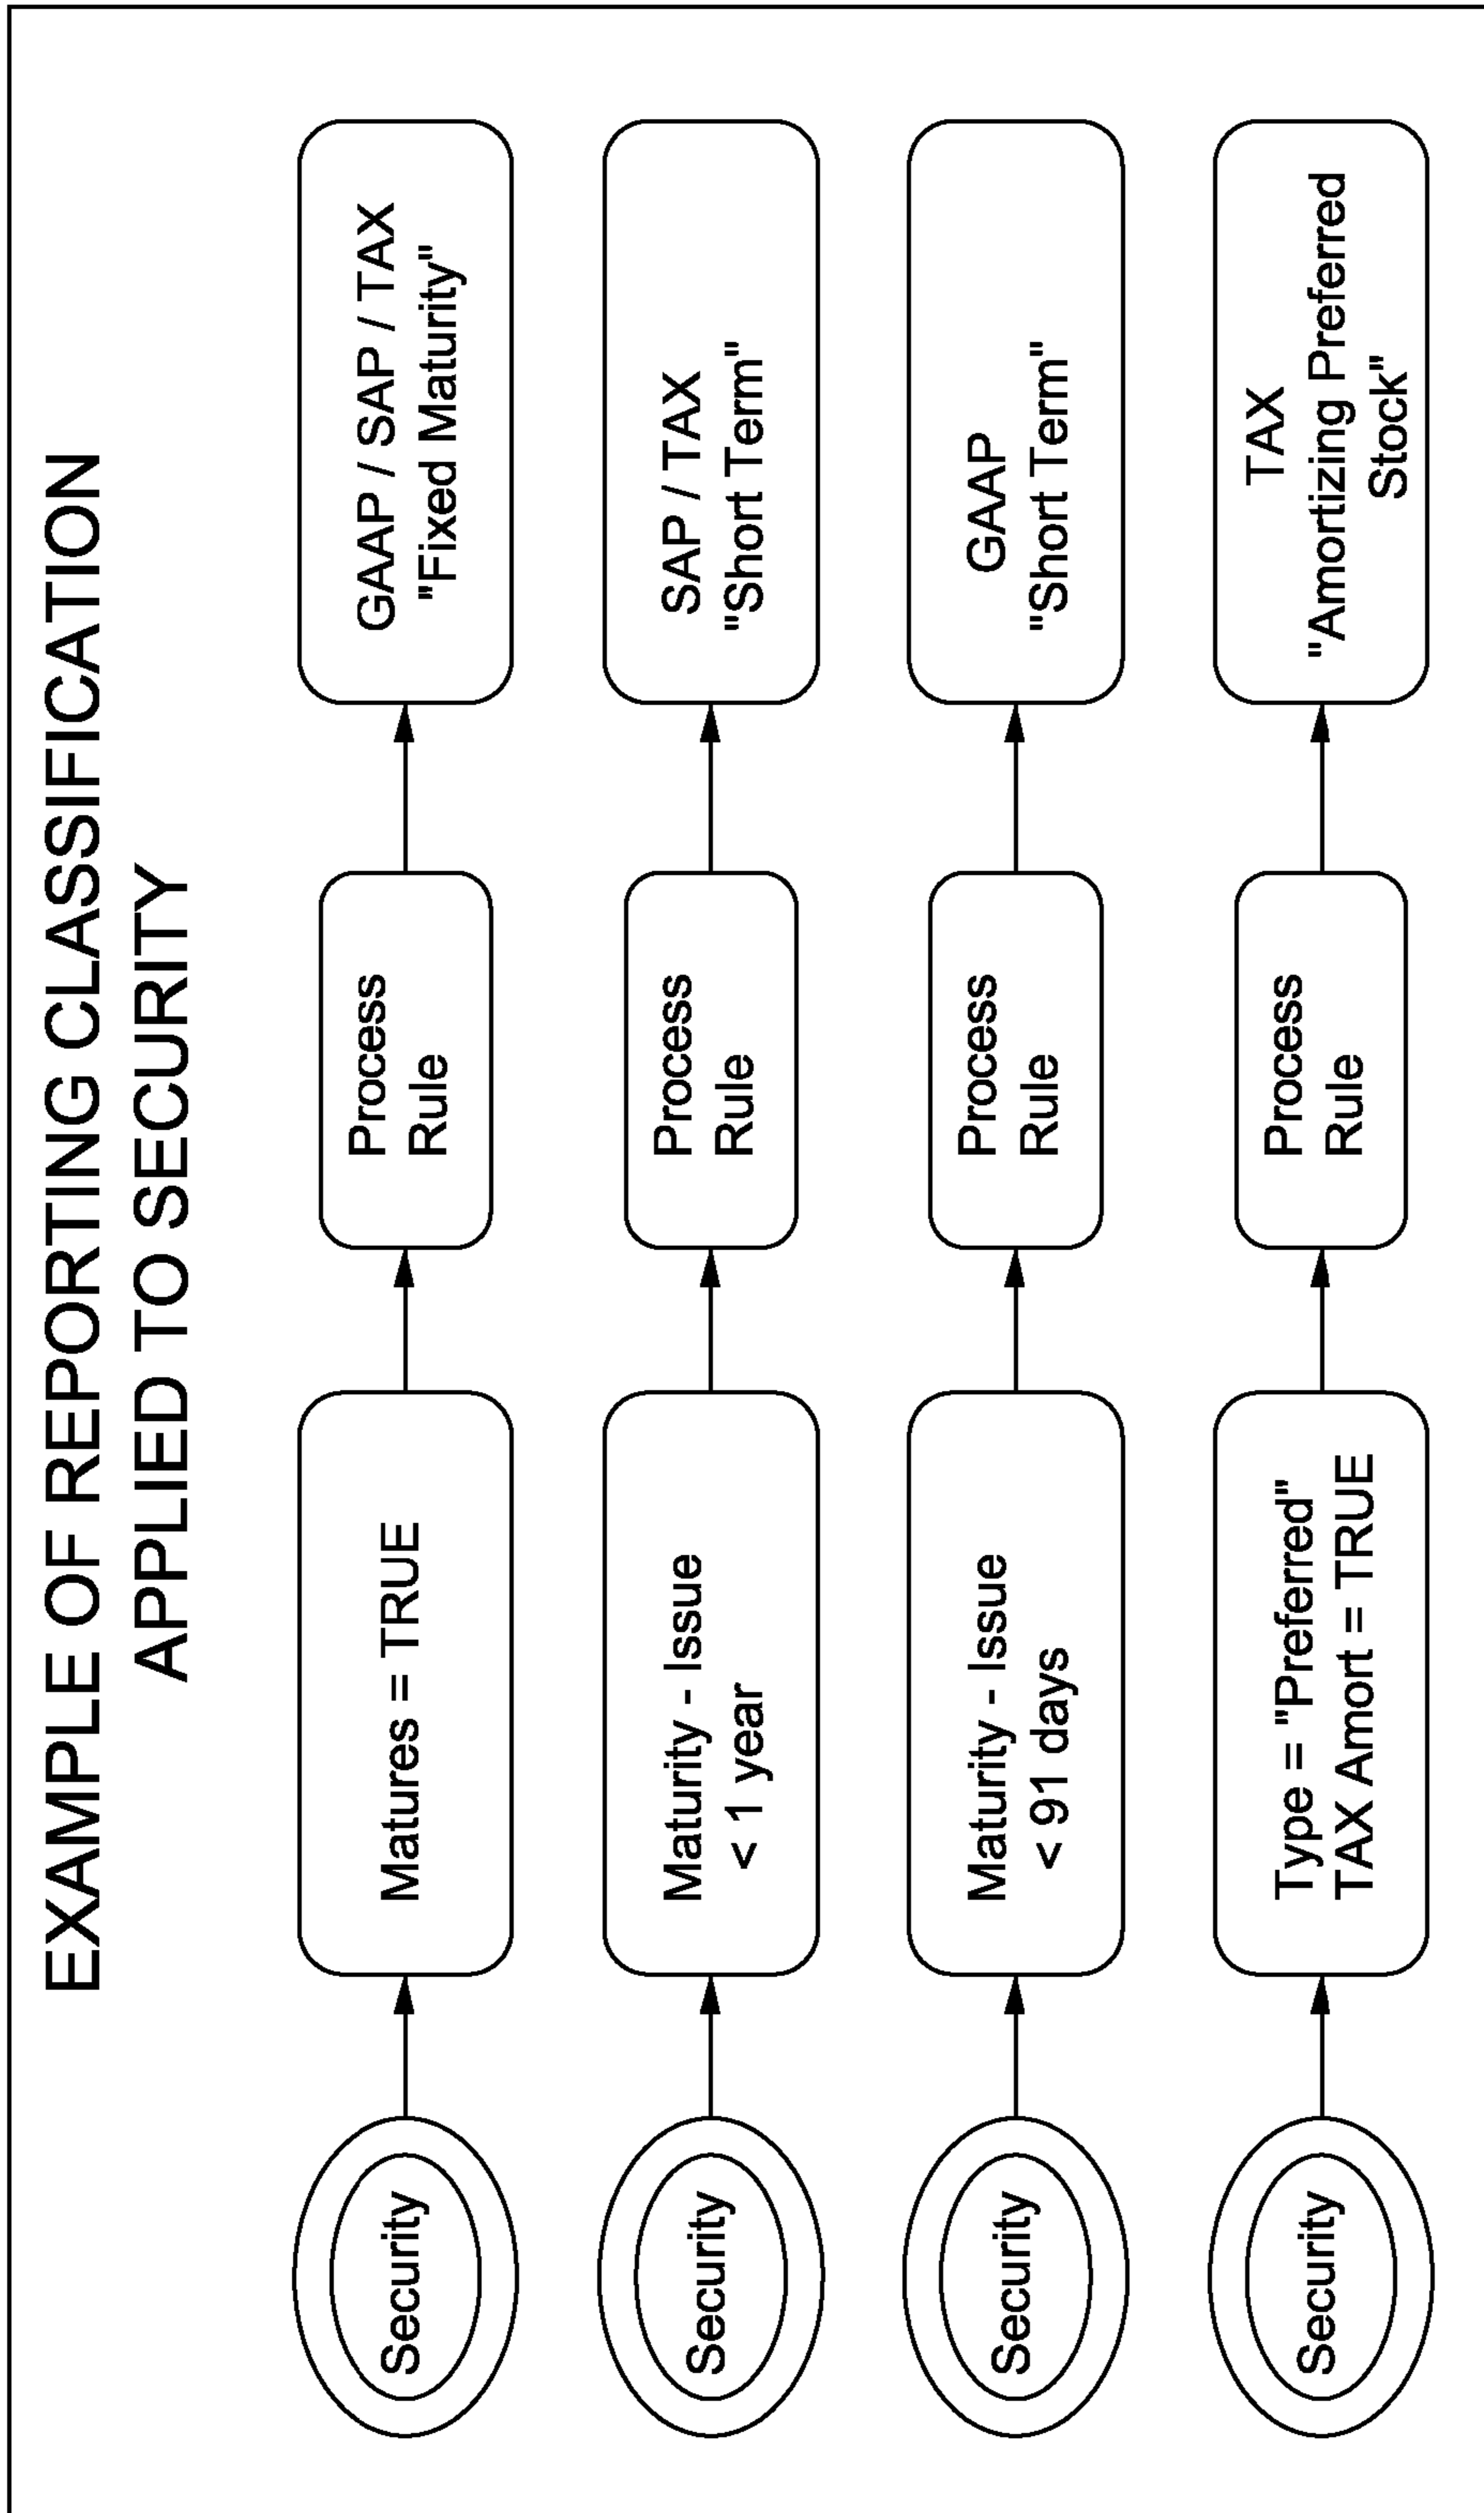 EXAMPLE OF REPORTING CLASSIFICATION
APPLIED TO SECURITY
Security
Matures = TRUE
Process
Rule
GAAP / SAP / TAX
"Fixed Maturity"
Security
Maturity - Issue
< 1 year
Process
Rule
SAP / TAX
"Short Term"
Security
Maturity - Issue
< 91 days
Process
Rule
GAAP
"Short Term"
Security
Type = "Preferred"
TAX Amort = TRUE
Process
Rule
TAX
"Amortizing Preferred
Stock"